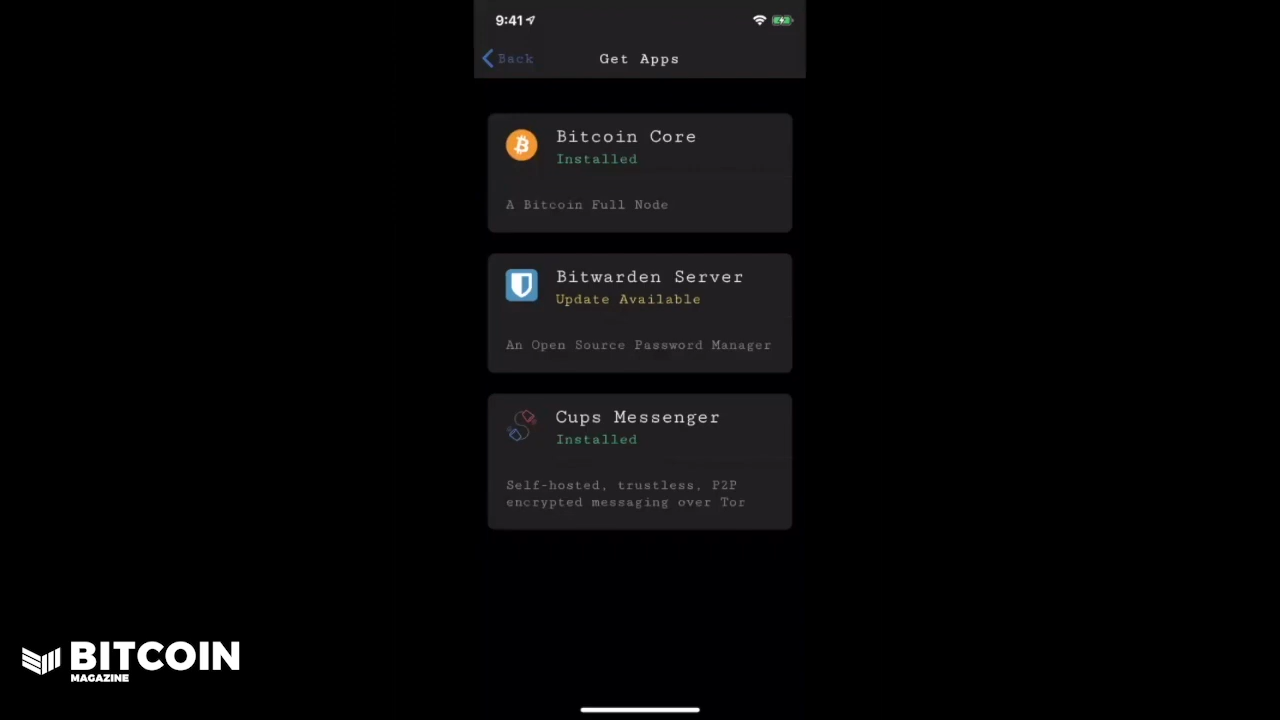 9:41
Back
Get Apps
Bitcoin Core
Installed
A Bitcoin Full Node
Bitwarden Server
Update Available
An Open Source Password Manager
Cups Messenger
Installed
Self-hosted, trustless, P2P
encrypted messaging over Tor
BITCOIN
MAGAZINE